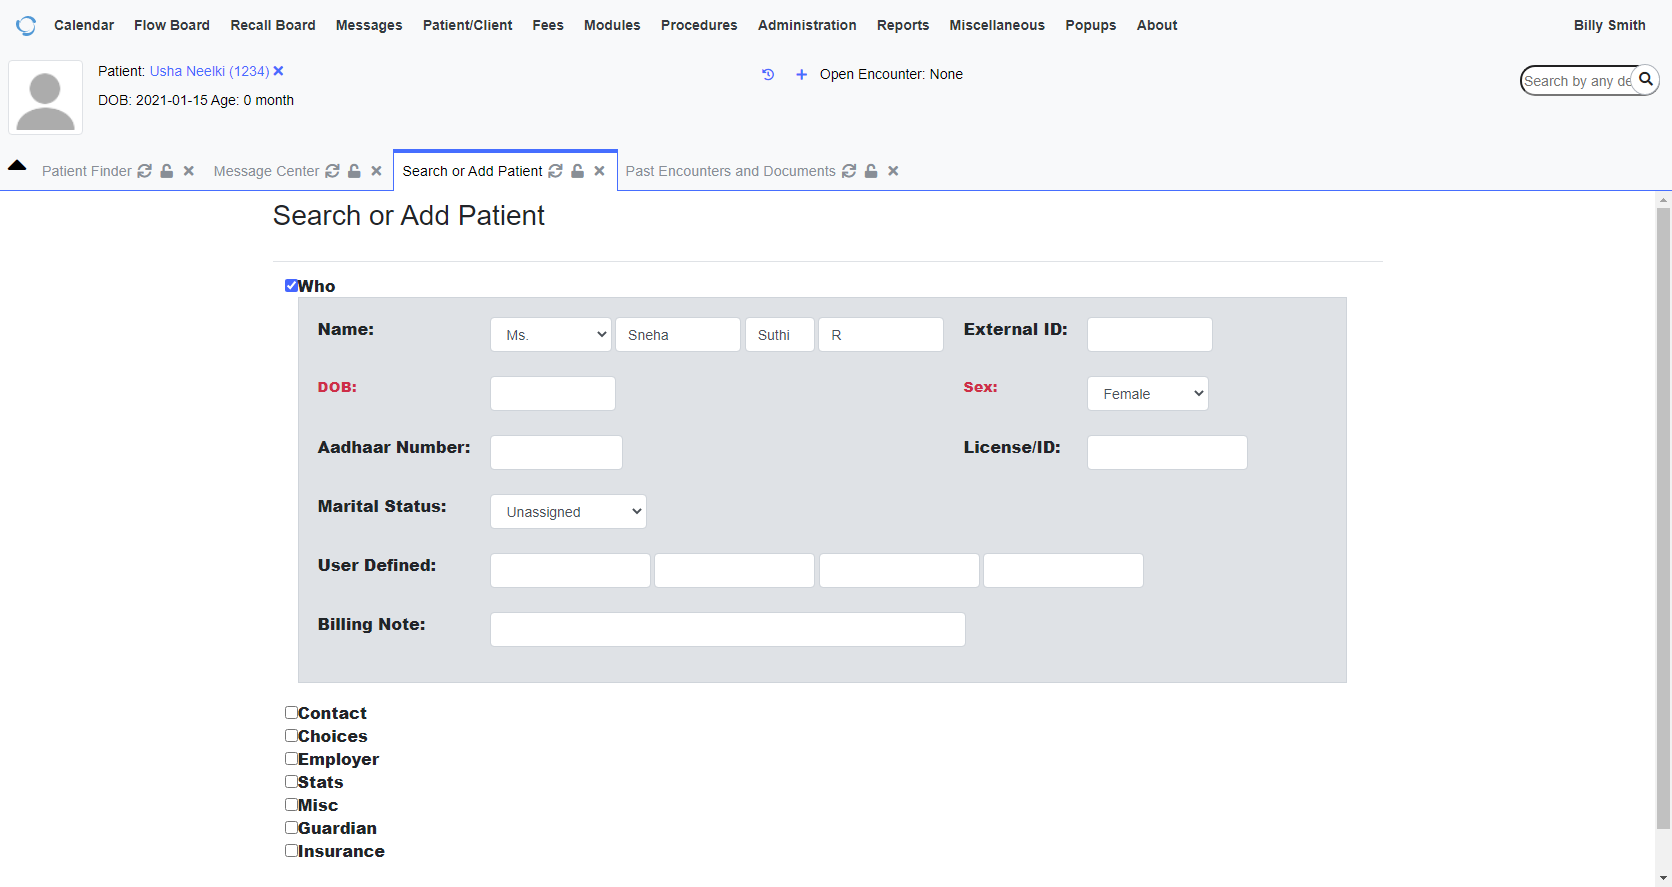 Calendar Flow Board Recall Board Messages Patient/Client Fees Modules Procedures Administration Reports Miscellaneous Popups About Billy Smith
Patient: Usha Neelki (1234)
Open Encounter: None
Search by any de
DOB: 2021-01-15 Age: 0 month
Patient Finder Message Center Search or Add Patient Past Encounters and Documents
Search or Add Patient
Who
Name: Ms. Sneha Suthi R External ID:
DOB: Sex: Female
Aadhaar Number: License/ID:
Marital Status: Unassigned
User Defined:
Billing Note:
Contact
Choices
Employer
Stats
Misc
Guardian
Insurance